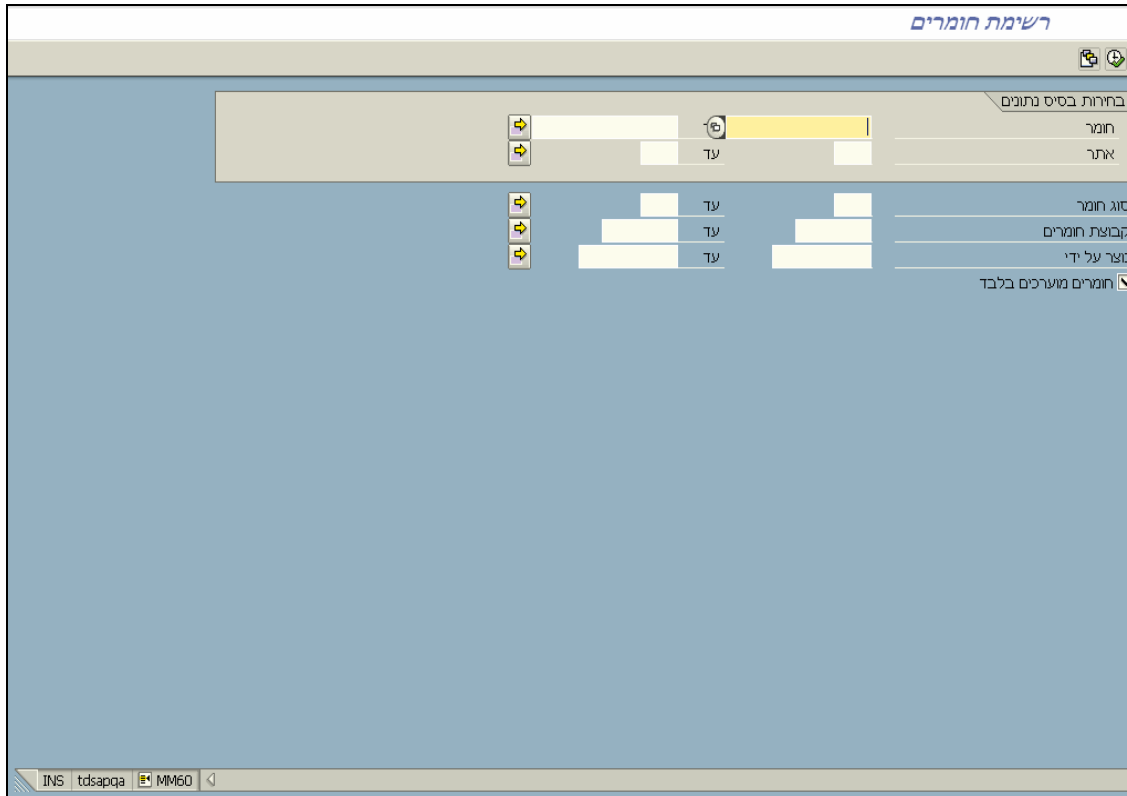 רשימת חומרים
בחירות בסיס נתונים
חומר
אתר עד
סוג חומר עד
קבוצת חומרים עד
נוצר על ידי עד
חומרים מוערכים בלבד
INS tdsapqa MM60